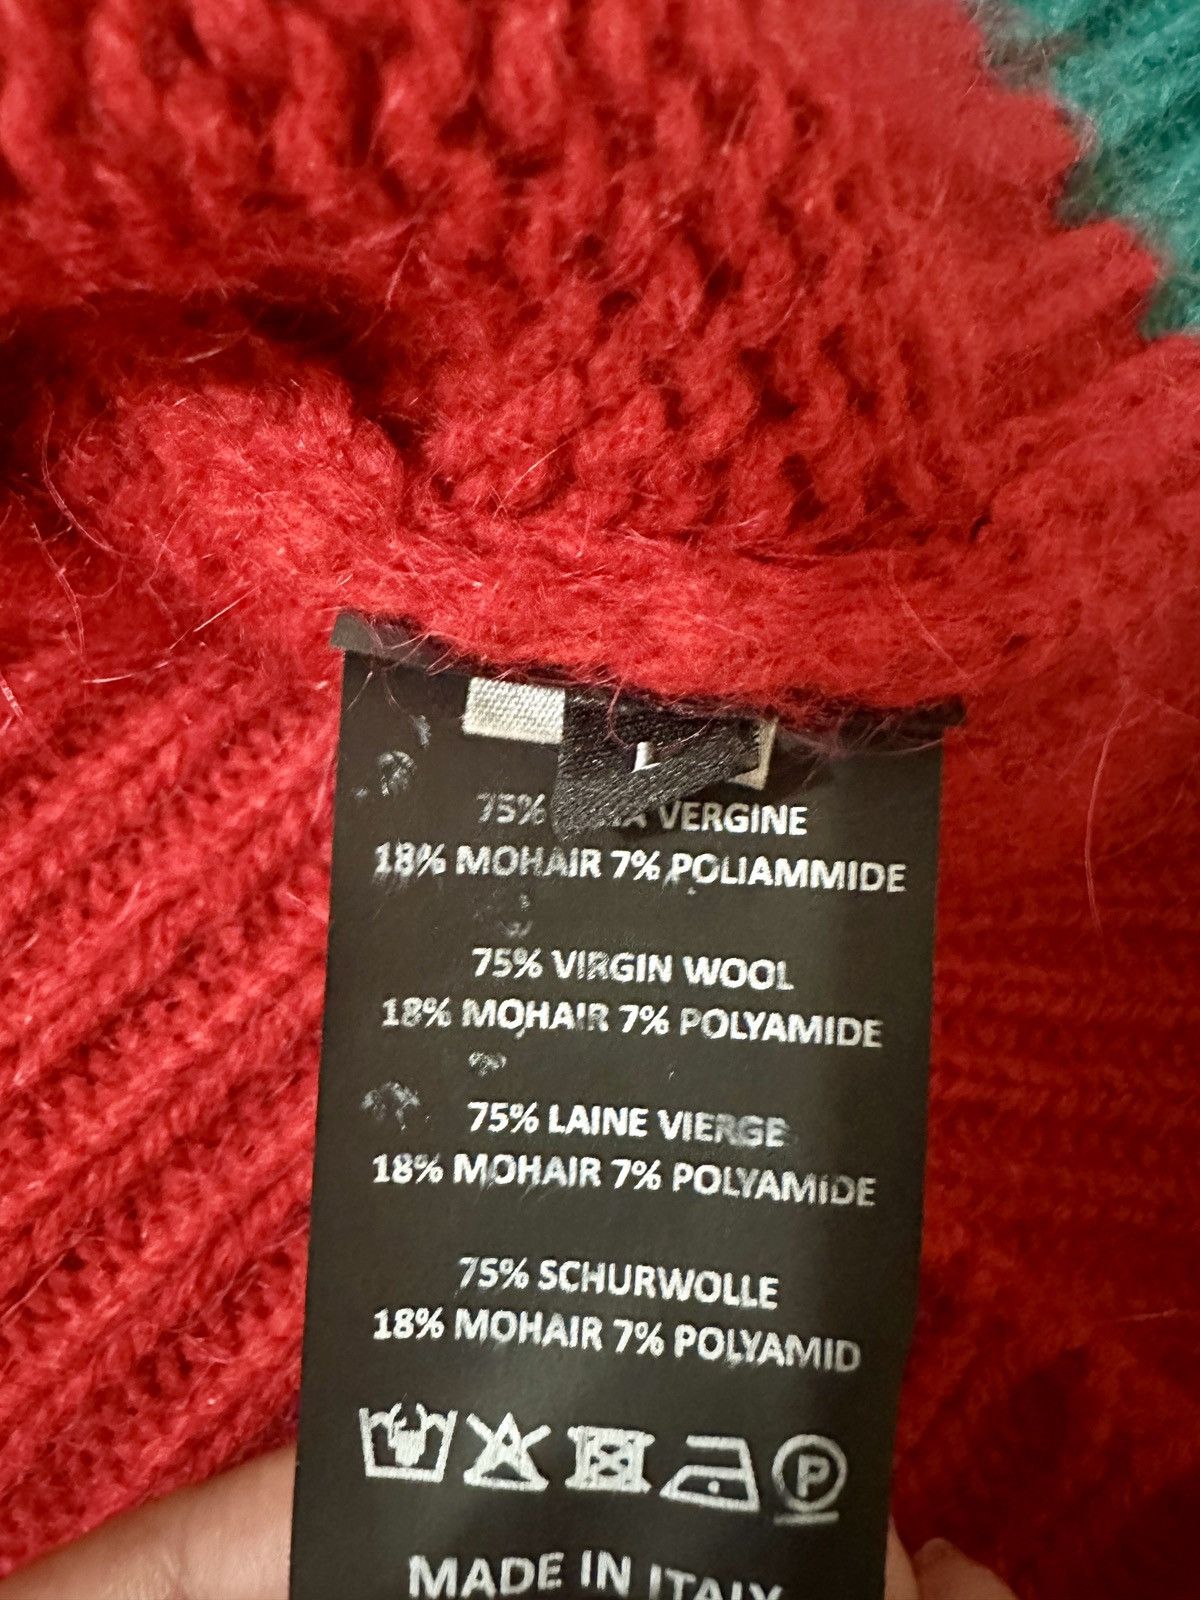 75% VERGINE
18% MOHAIR 7% POLIAMMIDE
75% VIRGIN WOOL
18% MOHAIR 7% POLYAMIDE
75% LAINE VIERGE
18% MOHAIR 7% POLYAMIDE
75% SCHURWOLLE
18% MOHAIR 7% POLYAMID
P
MADE IN ITALY